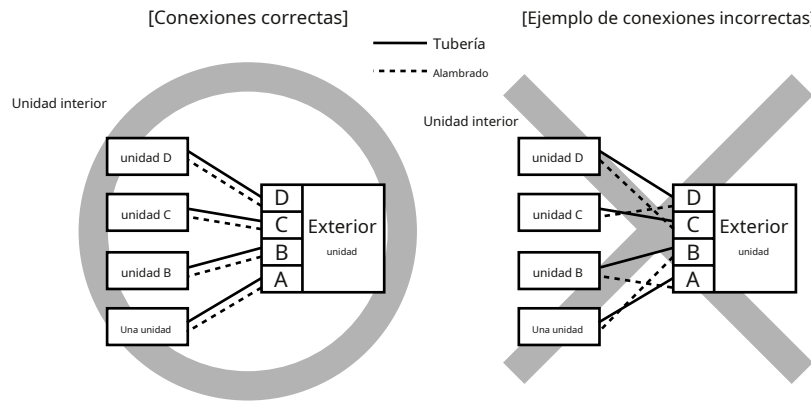 [Conexiones correctas]
Tubería
Alambrado
Unidad interior
unidad D
unidad C
unidad B
Una unidad
D
C
B
A
Exterior
unidad
[Ejemplo de conexiones incorrectas]
Unidad interior
unidad D
unidad C
unidad B
Una unidad
D
C
B
A
Exterior
unidad